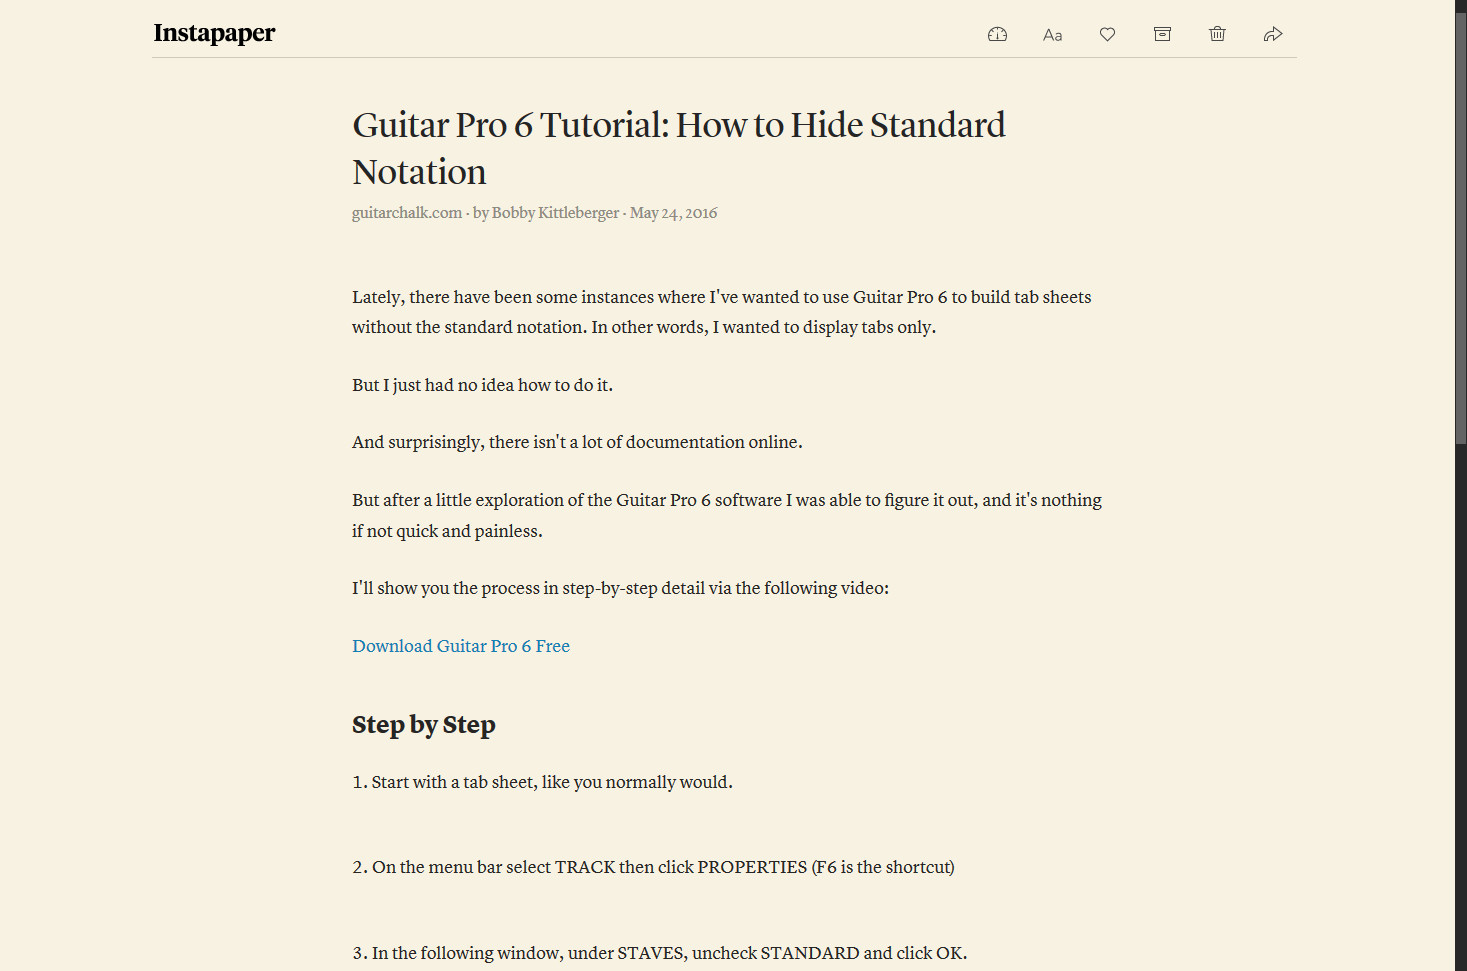 Instapaper
Aa
Guitar Pro 6 Tutorial: How to Hide Standard
Notation
guitarchalk.com · by Bobby Kittleberger · May 24, 2016
Lately, there have been some instances where I've wanted to use Guitar Pro 6 to build tab sheets
without the standard notation. In other words, I wanted to display tabs only.
But I just had no idea how to do it.
And surprisingly, there isn't a lot of documentation online.
But after a little exploration of the Guitar Pro 6 software I was able to figure it out, and it's nothing
if not quick and painless.
I'll show you the process in step-by-step detail via the following video:
Download Guitar Pro 6 Free
Step by Step
1. Start with a tab sheet, like you normally would.
2. On the menu bar select TRACK then click PROPERTIES (F6 is the shortcut)
3. In the following window, under STAVES, uncheck STANDARD and click OK.